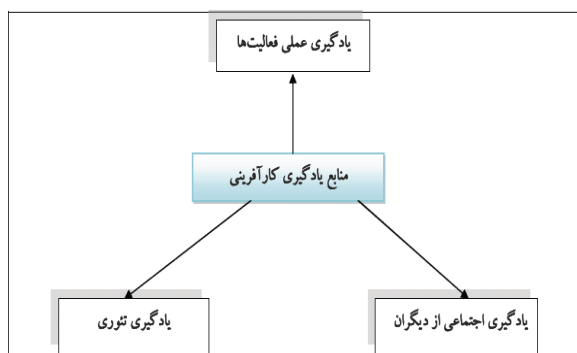 یادگیری عملی فعالیت‌ها
منابع یادگیری کارآفرینی
یادگیری اجتماعی از دیگران
یادگیری تئوری